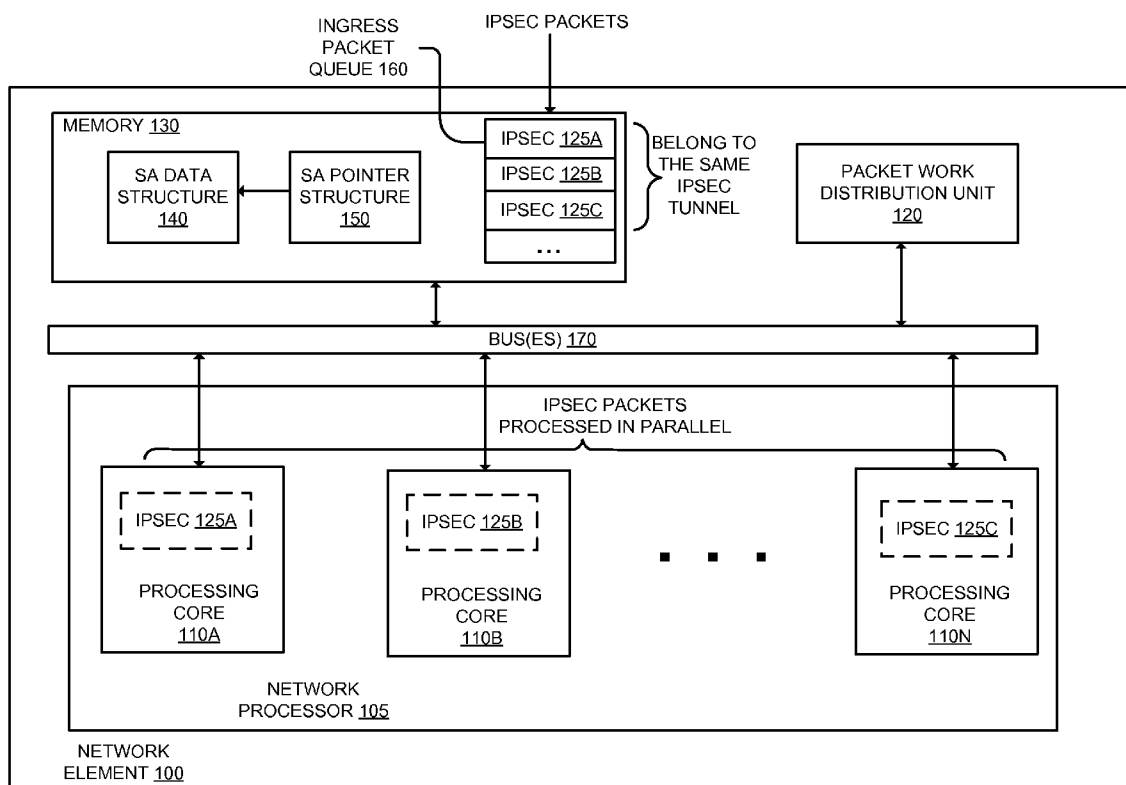 INGRESS
PACKET
QUEUE 160
IPSEC PACKETS
MEMORY 130
SA DATA
STRUCTURE
140
SA POINTER
STRUCTURE
150
IPSEC 125A
IPSEC 125B
IPSEC 125C
...
BELONG TO
THE SAME
IPSEC
TUNNEL
PACKET WORK
DISTRIBUTION UNIT
120
BUS(ES) 170
IPSEC PACKETS
PROCESSED IN PARALLEL
IPSEC 125A
PROCESSING
CORE
110A
IPSEC 125B
PROCESSING
CORE
110B
IPSEC 125C
PROCESSING
CORE
110N
NETWORK
PROCESSOR 105
NETWORK
ELEMENT 100